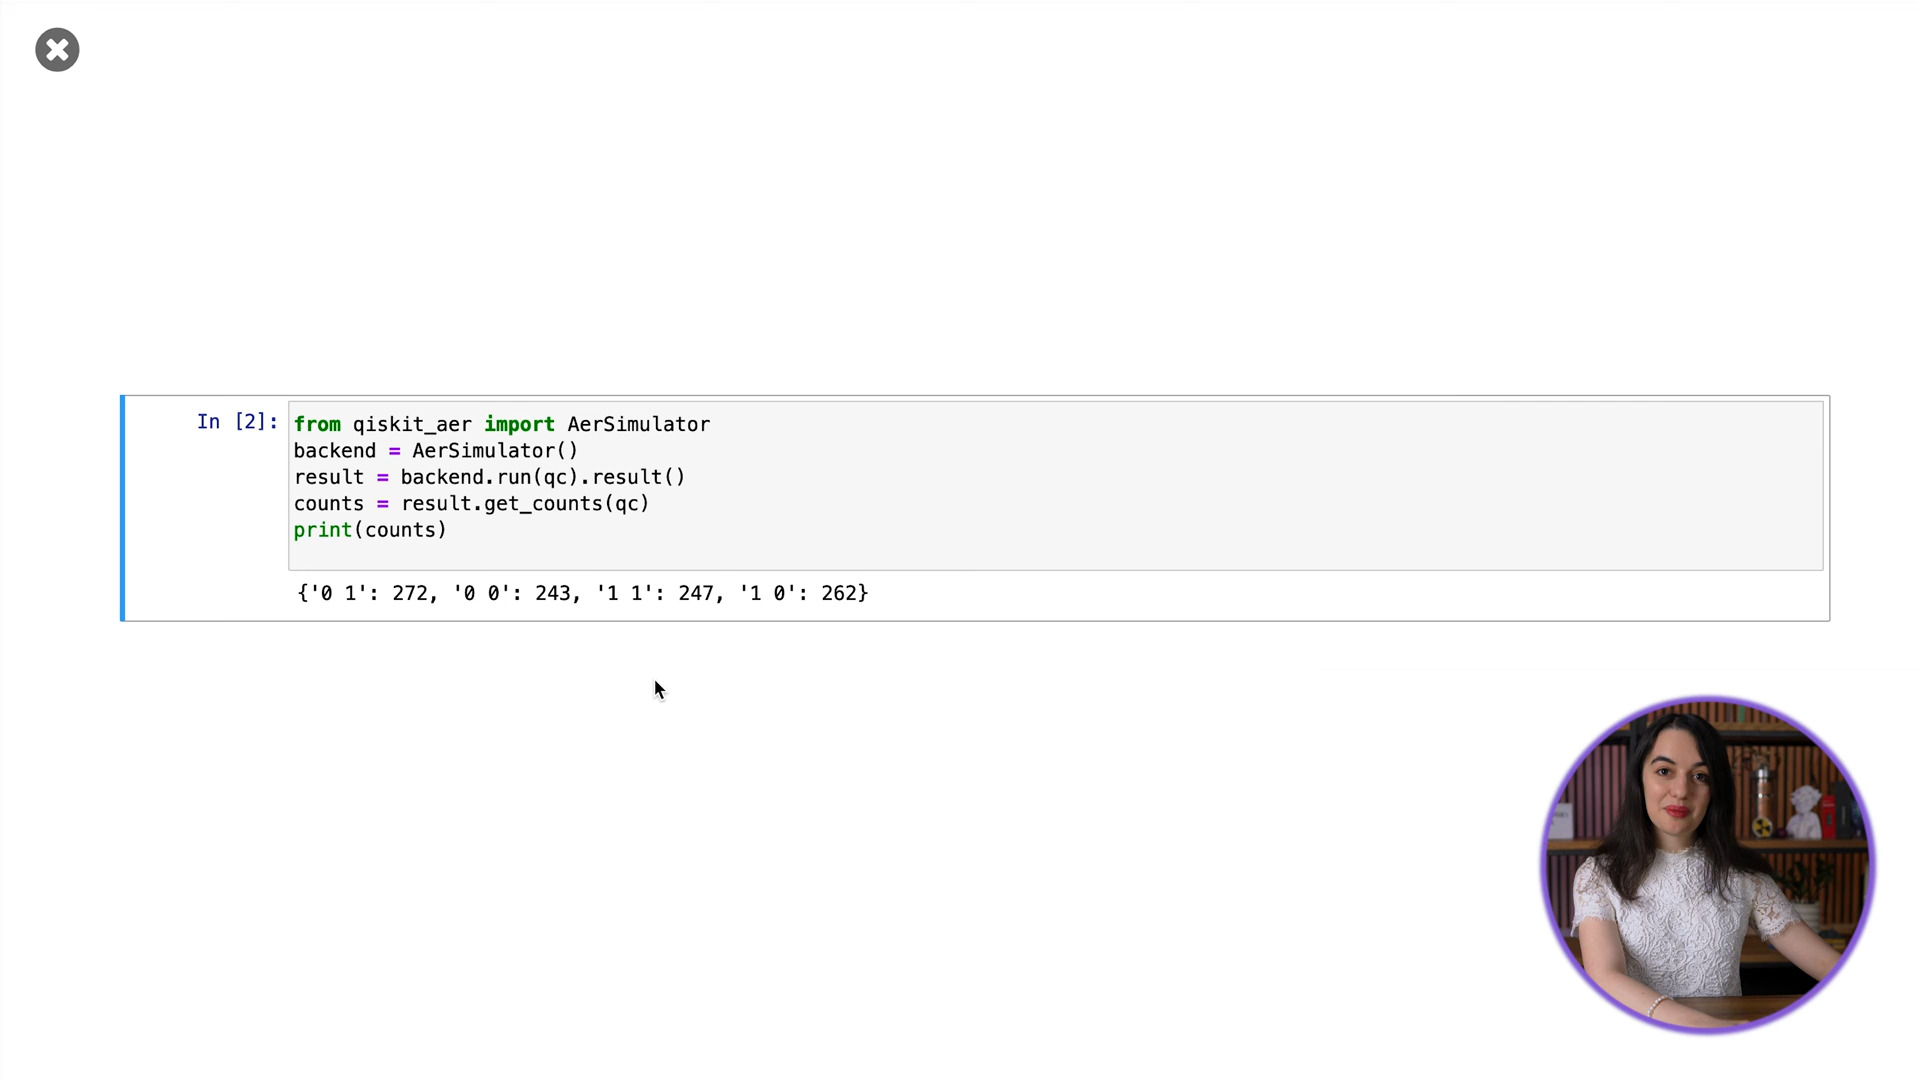 In [2]:
from qiskit_aer import AerSimulator
backend = AerSimulator()
result = backend.run(qc).result()
counts = result.get_counts(qc)
print(counts)
{'0 1': 272, '0 0': 243, '1 1': 247, '1 0': 262}